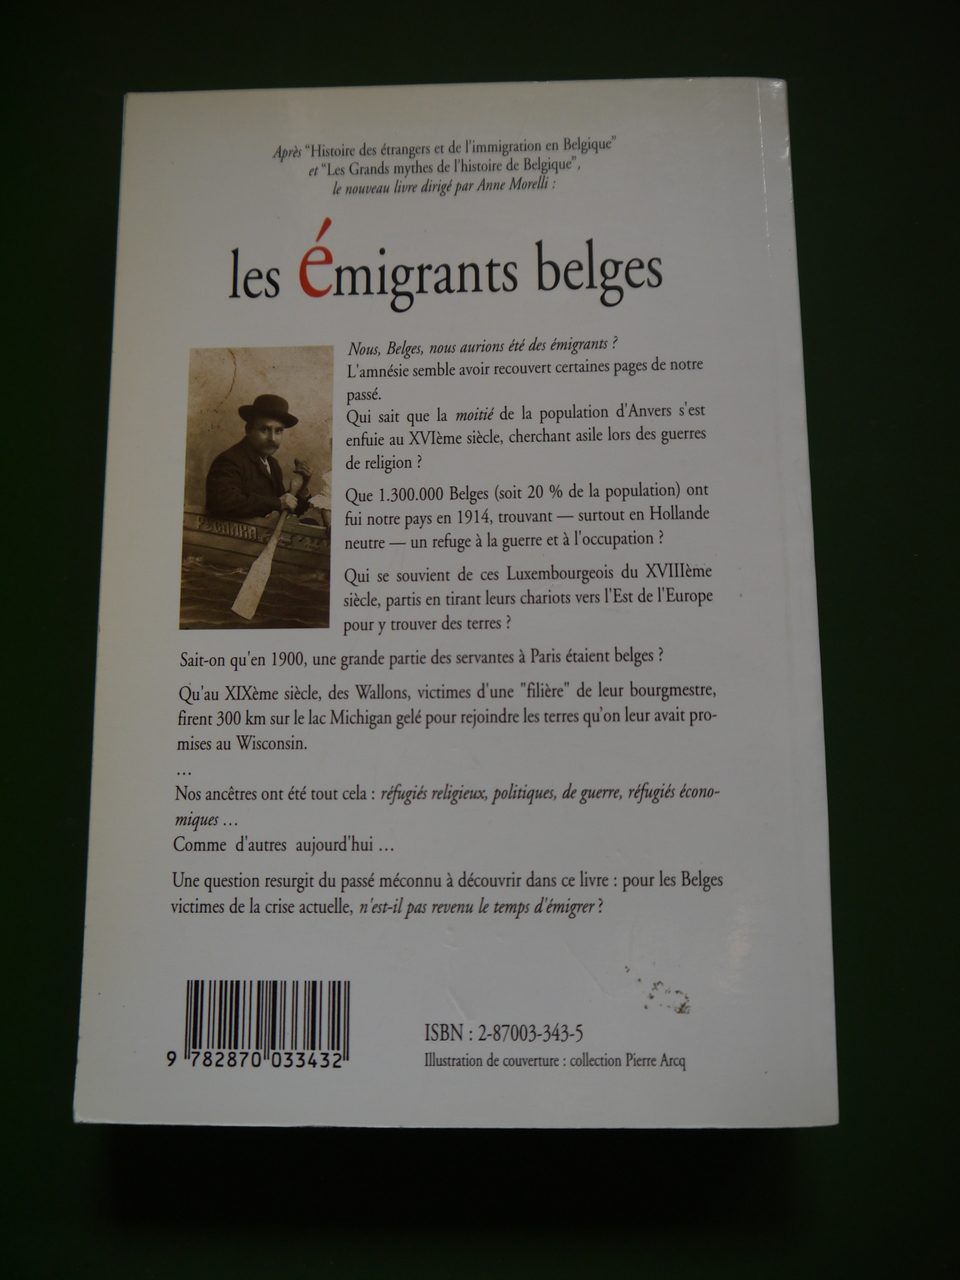 Après "Histoire des étrangers et de l'immigration en Belgique"
et "Les Grands mythes de l'histoire de Belgique",
le nouveau livre dirigé par Anne Morelli :
les émigrants belges
Nous, Belges, nous aurions été des émigrants ?
L'amnésie semble avoir recouvert certaines pages de notre
passé.
Qui sait que la moitié de la population d'Anvers s'est
enfuie au XVIème siècle, cherchant asile lors des guerres
de religion ?
Que 1.300.000 Belges (soit 20 % de la population) ont
fui notre pays en 1914, trouvant — surtout en Hollande
neutre — un refuge à la guerre et à l'occupation ?
Qui se souvient de ces Luxembourgeois du XVIIIème
siècle, partis en tirant leurs chariots vers l'Est de l'Europe
pour y trouver des terres ?
Sait-on qu'en 1900, une grande partie des servantes à Paris étaient belges ?
Qu'au XIXème siècle, des Wallons, victimes d'une "filière" de leur bourgmestre,
firent 300 km sur le lac Michigan gelé pour rejoindre les terres qu'on leur avait pro-
mises au Wisconsin.
...
Nos ancêtres ont été tout cela : réfugiés religieux, politiques, de guerre, réfugiés écono-
miques ...
Comme d'autres aujourd'hui ...
Une question resurgit du passé méconnu à découvrir dans ce livre : pour les Belges
victimes de la crise actuelle, n'est-il pas revenu le temps d'émigrer ?
9 782870 033432
ISBN : 2-87003-343-5
Illustration de couverture : collection Pierre Arcq